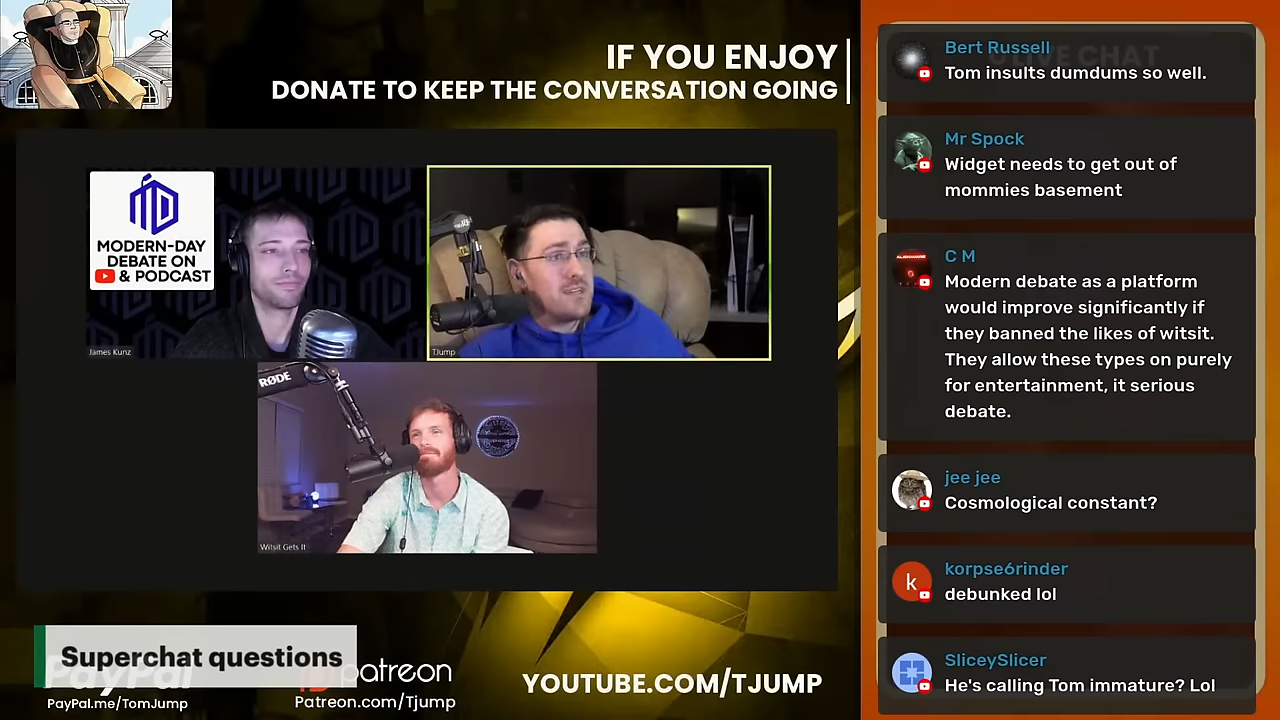 IF YOU ENJOY
DONATE TO KEEP THE CONVERSATION GOING
MODERN-DAY
DEBATE ON
& PODCAST
James Kunz
TJump
RØDE
Witsit Gets It
Superchat questions
PayPal
patreon
PayPal.me/TomJump
Patreon.com/Tjump
YOUTUBE.COM/TJUMP
LIVE CHAT
Bert Russell
Tom insults dumdums so well.
Mr Spock
Widget needs to get out of
mommies basement
C M
Modern debate as a platform
would improve significantly if
they banned the likes of witsit.
They allow these types on purely
for entertainment, it serious
debate.
jee jee
Cosmological constant?
k
korpse6rinder
debunked lol
SliceySlicer
He's calling Tom immature? Lol